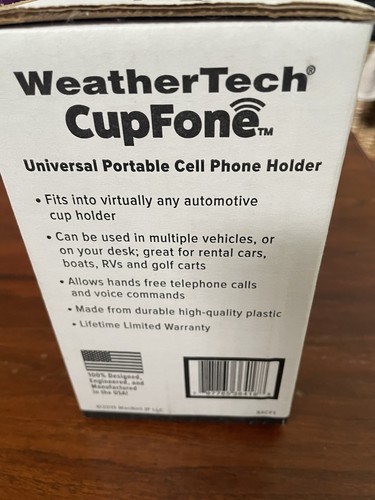 WeatherTech®
CupFone™
Universal Portable Cell Phone Holder
• Fits into virtually any automotive
cup holder
• Can be used in multiple vehicles, or
on your desk; great for rental cars,
boats, RVs and golf carts
• Allows hands free telephone calls
and voice commands
• Made from durable high-quality plastic
• Lifetime Limited Warranty
100% Designed,
Engineered, and
Manufactured
in the USA!